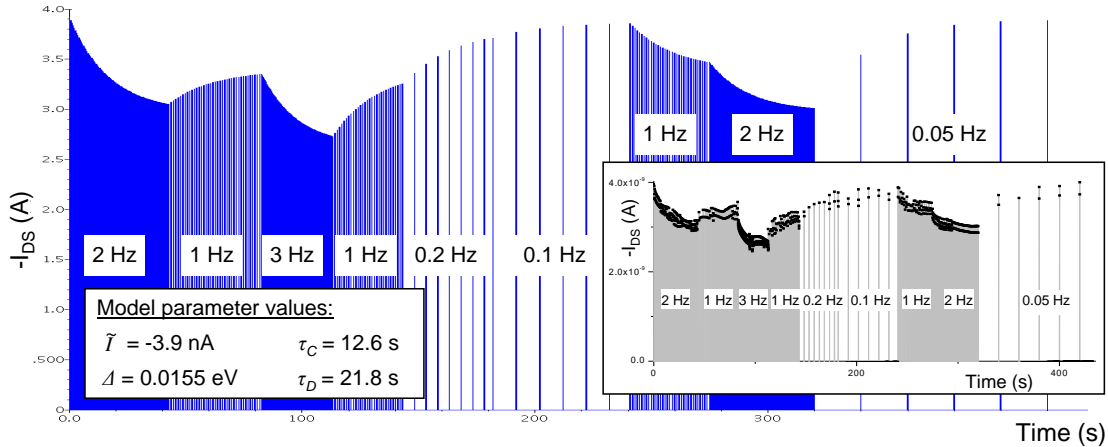 4.0
3.5
3.0
2.5
2.0
1.5
1.0
.500
0
-I_DS (A)
2 Hz
1 Hz
3 Hz
1 Hz
0.2 Hz
0.1 Hz
1 Hz
2 Hz
0.05 Hz
Model parameter values:
Ĩ = -3.9 nA
τ_C = 12.6 s
Δ = 0.0155 eV
τ_D = 21.8 s
0.0
100
200
300
Time (s)
4.0x10⁻⁹
2.0x10⁻⁹
0.0
-I_DS (A)
2 Hz
1 Hz
3 Hz
1 Hz
0.2 Hz
0.1 Hz
1 Hz
2 Hz
0.05 Hz
0
200
400
Time (s)